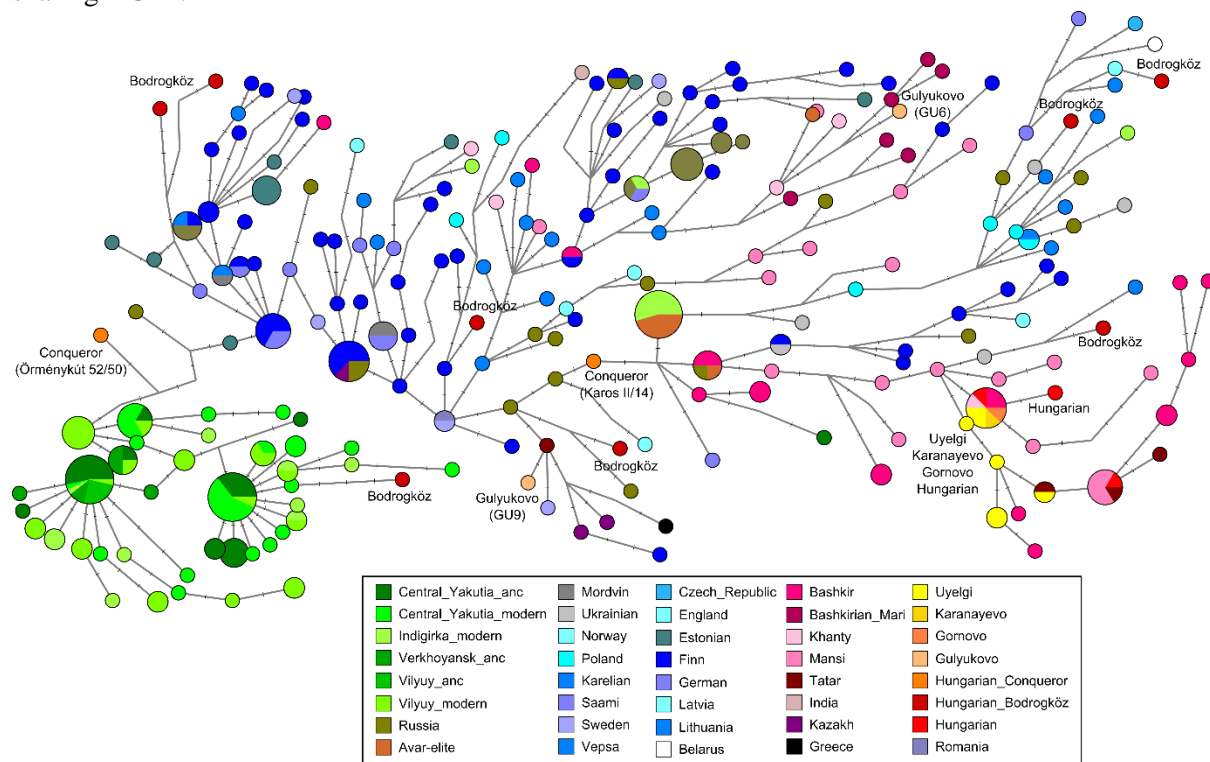 Bodrogköz
Bodrogköz
Gulyukovo
(GU6)
Bodrogköz
Bodrogköz
Conqueror
(Örménykút 52/50)
Conqueror
(Karos II/14)
Bodrogköz
Hungarian
Uyelgi
Karanayevo
Gornovo
Hungarian
Bodrogköz
Gulyukovo
(GU9)
Bodrogköz
Central_Yakutia_anc
Central_Yakutia_modern
Indigirka_modern
Verkhoyansk_anc
Vilyuy_anc
Vilyuy_modern
Russia
Avar-elite
Mordvin
Ukrainian
Norway
Poland
Karelian
Saami
Sweden
Vepsa
Czech_Republic
England
Estonian
Finn
German
Latvia
Lithuania
Belarus
Bashkir
Bashkirian_Mari
Khanty
Mansi
Tatar
India
Kazakh
Greece
Uyelgi
Karanayevo
Gornovo
Gulyukovo
Hungarian_Conqueror
Hungarian_Bodrogköz
Hungarian
Romania